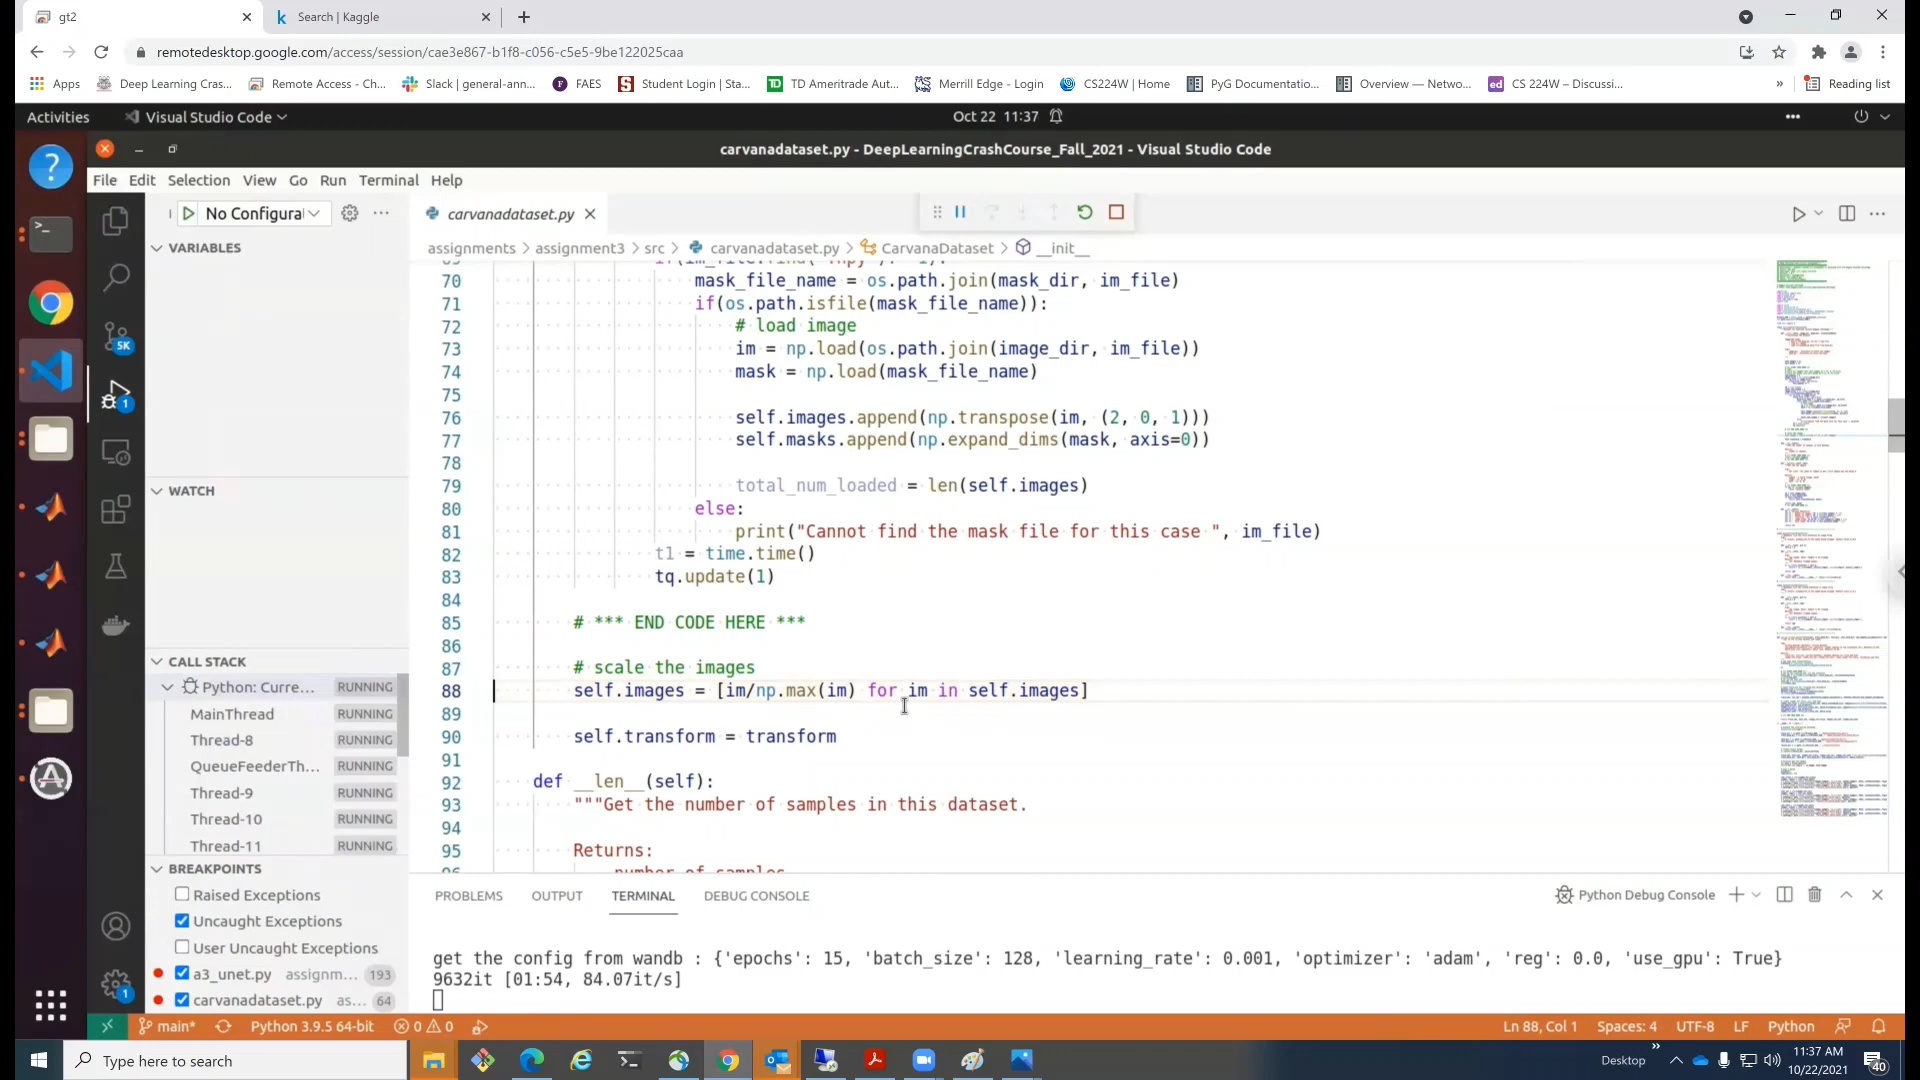 gt2
Search | Kaggle
remotedesktop.google.com/access/session/cae3e867-b1f8-c056-c5e5-9be122025caa
Apps Deep Learning Cras... Remote Access - Ch... Slack | general-ann... FAES Student Login | Sta... TD Ameritrade Aut... Merrill Edge - Login CS224W | Home PyG Documentatio... Overview — Netwo... CS 224W – Discussi... » Reading list
Activities Visual Studio Code Oct 22 11:37
carvanadataset.py - DeepLearningCrashCourse_Fall_2021 - Visual Studio Code
File Edit Selection View Go Run Terminal Help
No Configura
carvanadataset.py
assignments > assignment3 > src > carvanadataset.py > CarvanaDataset > __init__
VARIABLES
WATCH
CALL STACK
Python: Curre... RUNNING
MainThread RUNNING
Thread-8 RUNNING
QueueFeederTh... RUNNING
Thread-9 RUNNING
Thread-10 RUNNING
Thread-11 RUNNING
BREAKPOINTS
Raised Exceptions
Uncaught Exceptions
User Uncaught Exceptions
a3_unet.py assignm... 193
carvanadataset.py as... 64
5K
1
1
70 mask_file_name = os.path.join(mask_dir, im_file)
71 if(os.path.isfile(mask_file_name)):
72 # load image
73 im = np.load(os.path.join(image_dir, im_file))
74 mask = np.load(mask_file_name)
75
76 self.images.append(np.transpose(im, (2, 0, 1)))
77 self.masks.append(np.expand_dims(mask, axis=0))
78
79 total_num_loaded = len(self.images)
80 else:
81 print("Cannot find the mask file for this case ", im_file)
82 t1 = time.time()
83 tq.update(1)
84
85 # *** END CODE HERE ***
86
87 # scale the images
88 self.images = [im/np.max(im) for im in self.images]
89
90 self.transform = transform
91
92 def __len__(self):
93 """Get the number of samples in this dataset.
94
95 Returns:
number of samples
PROBLEMS OUTPUT TERMINAL DEBUG CONSOLE Python Debug Console
get the config from wandb : {'epochs': 15, 'batch_size': 128, 'learning_rate': 0.001, 'optimizer': 'adam', 'reg': 0.0, 'use_gpu': True}
9632it [01:54, 84.07it/s]
main* Python 3.9.5 64-bit 0 0 Ln 88, Col 1 Spaces: 4 UTF-8 LF Python
Type here to search
Desktop »
11:37 AM
10/22/2021
40